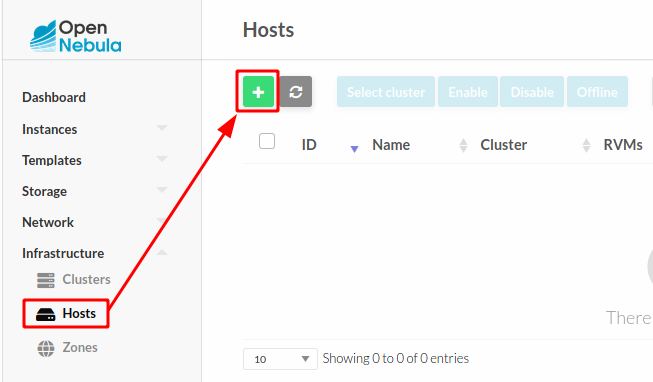 Open
Nebula
Hosts
Dashboard
Instances
Templates
Storage
Network
Infrastructure
Clusters
Hosts
Zones
Select cluster Enable Disable Offline
ID Name Cluster RVMs
There
10 Showing 0 to 0 of 0 entries